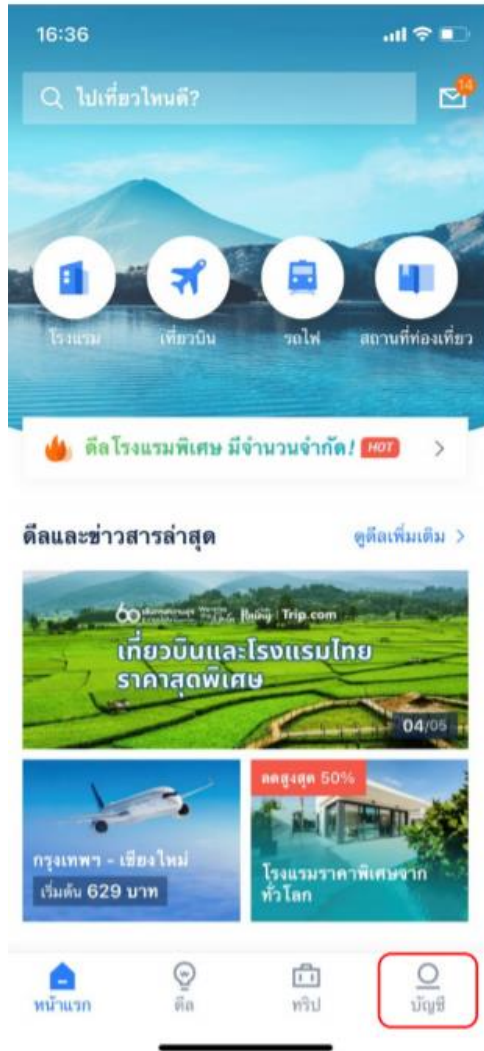 16:36
ไปเที่ยวไหนดี?
14
โรงแรม
เที่ยวบิน
รถไฟ
สถานที่ท่องเที่ยว
ดีลโรงแรมพิเศษ มีจำนวนจำกัด! HOT
ดีลและข่าวสารล่าสุด
ดูดีลเพิ่มเติม
60 Trip.com
เที่ยวบินและโรงแรมไทย
ราคาสุดพิเศษ
04/05
กรุงเทพฯ - เชียงใหม่
เริ่มต้น 629 บาท
ลดสูงสุด 50%
โรงแรมราคาพิเศษจาก
ทั่วโลก
หน้าแรก
ดีล
ทริป
บัญชี